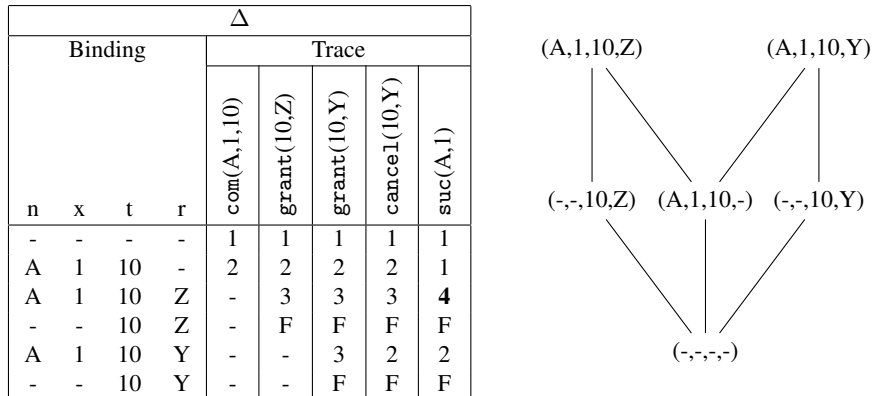 Δ
Binding Trace
n x t r com(A,1,10) grant(10,Z) grant(10,Y) cancel(10,Y) suc(A,1)
- - - - 1 1 1 1 1
A 1 10 - 2 2 2 2 1
A 1 10 Z - 3 3 3 4
- - 10 Z - F F F F
A 1 10 Y - - 3 2 2
- - 10 Y - - F F F
(A,1,10,Z) (A,1,10,Y)
(-,-,10,Z) (A,1,10,-) (-,-,10,Y)
(-,-,-,-)